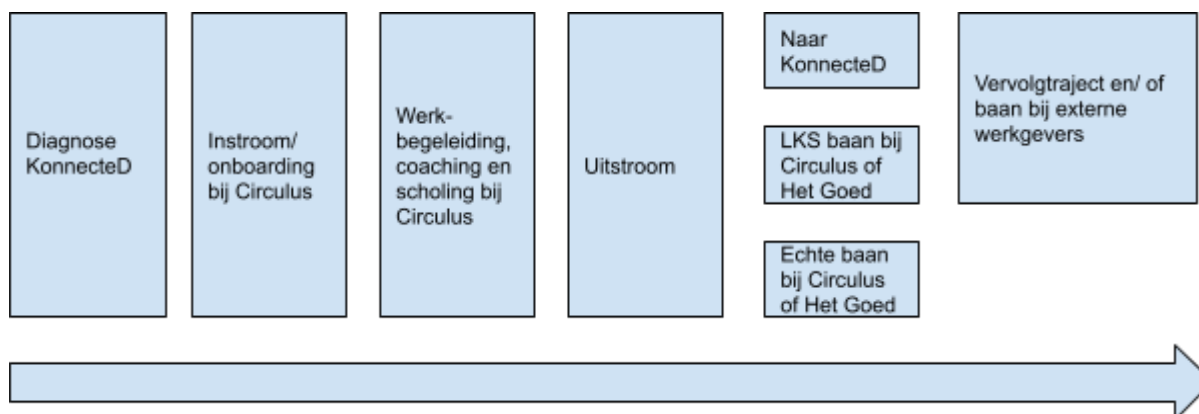 Diagnose
KonnecteD
Instroom/
onboarding
bij Circulus
Werk-
begeleiding,
coaching en
scholing bij
Circulus
Uitstroom
Naar
KonnecteD
LKS baan bij
Circulus of
Het Goed
Echte baan
bij Circulus
of Het Goed
Vervolgtraject en/ of
baan bij externe
werkgevers